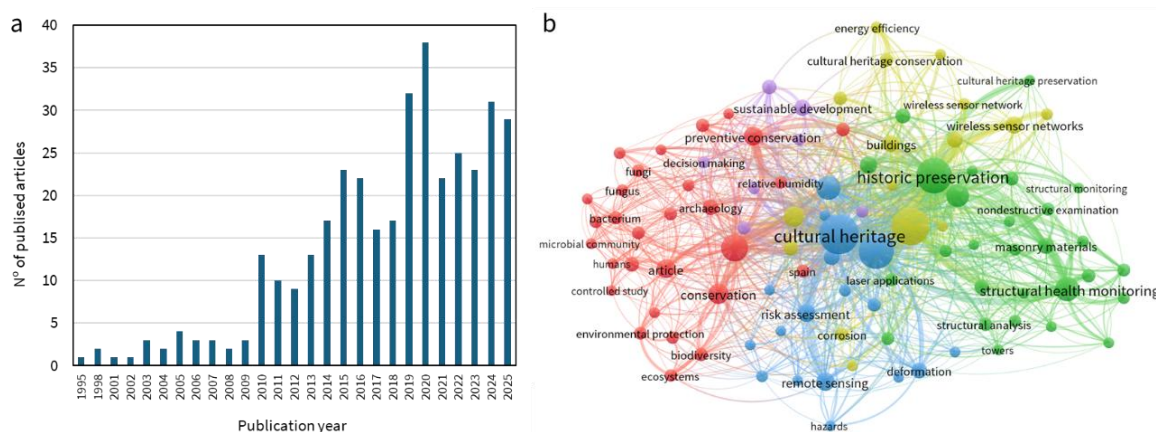 a
40
35
30
25
20
15
10
5
0
Nº of publised articles
1995
1998
2001
2002
2003
2004
2005
2006
2007
2008
2009
2010
2011
2012
2013
2014
2015
2016
2017
2018
2019
2020
2021
2022
2023
2024
2025
Publication year
b
energy efficiency
cultural heritage conservation
cultural heritage preservation
sustainable development
wireless sensor network
wireless sensor networks
preventive conservation
buildings
decision making
fungi
relative humidity
historic preservation
structural monitoring
fungus
archaeology
nondestructive examination
bacterium
cultural heritage
microbial community
masonry materials
humans
article
spain
laser applications
controlled study
conservation
structural health monitoring
risk assessment
environmental protection
corrosion
structural analysis
biodiversity
towers
ecosystems
remote sensing
deformation
hazards